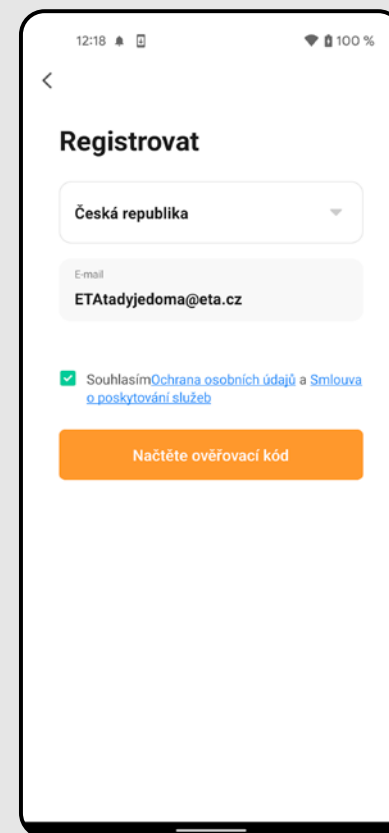 12:18 100 %
Registrovat
Česká republika
E-mail
ETAtadyjedoma@eta.cz
SouhlasímOchrana osobních údajů a Smlouva
o poskytování služeb
Načtěte ověřovací kód